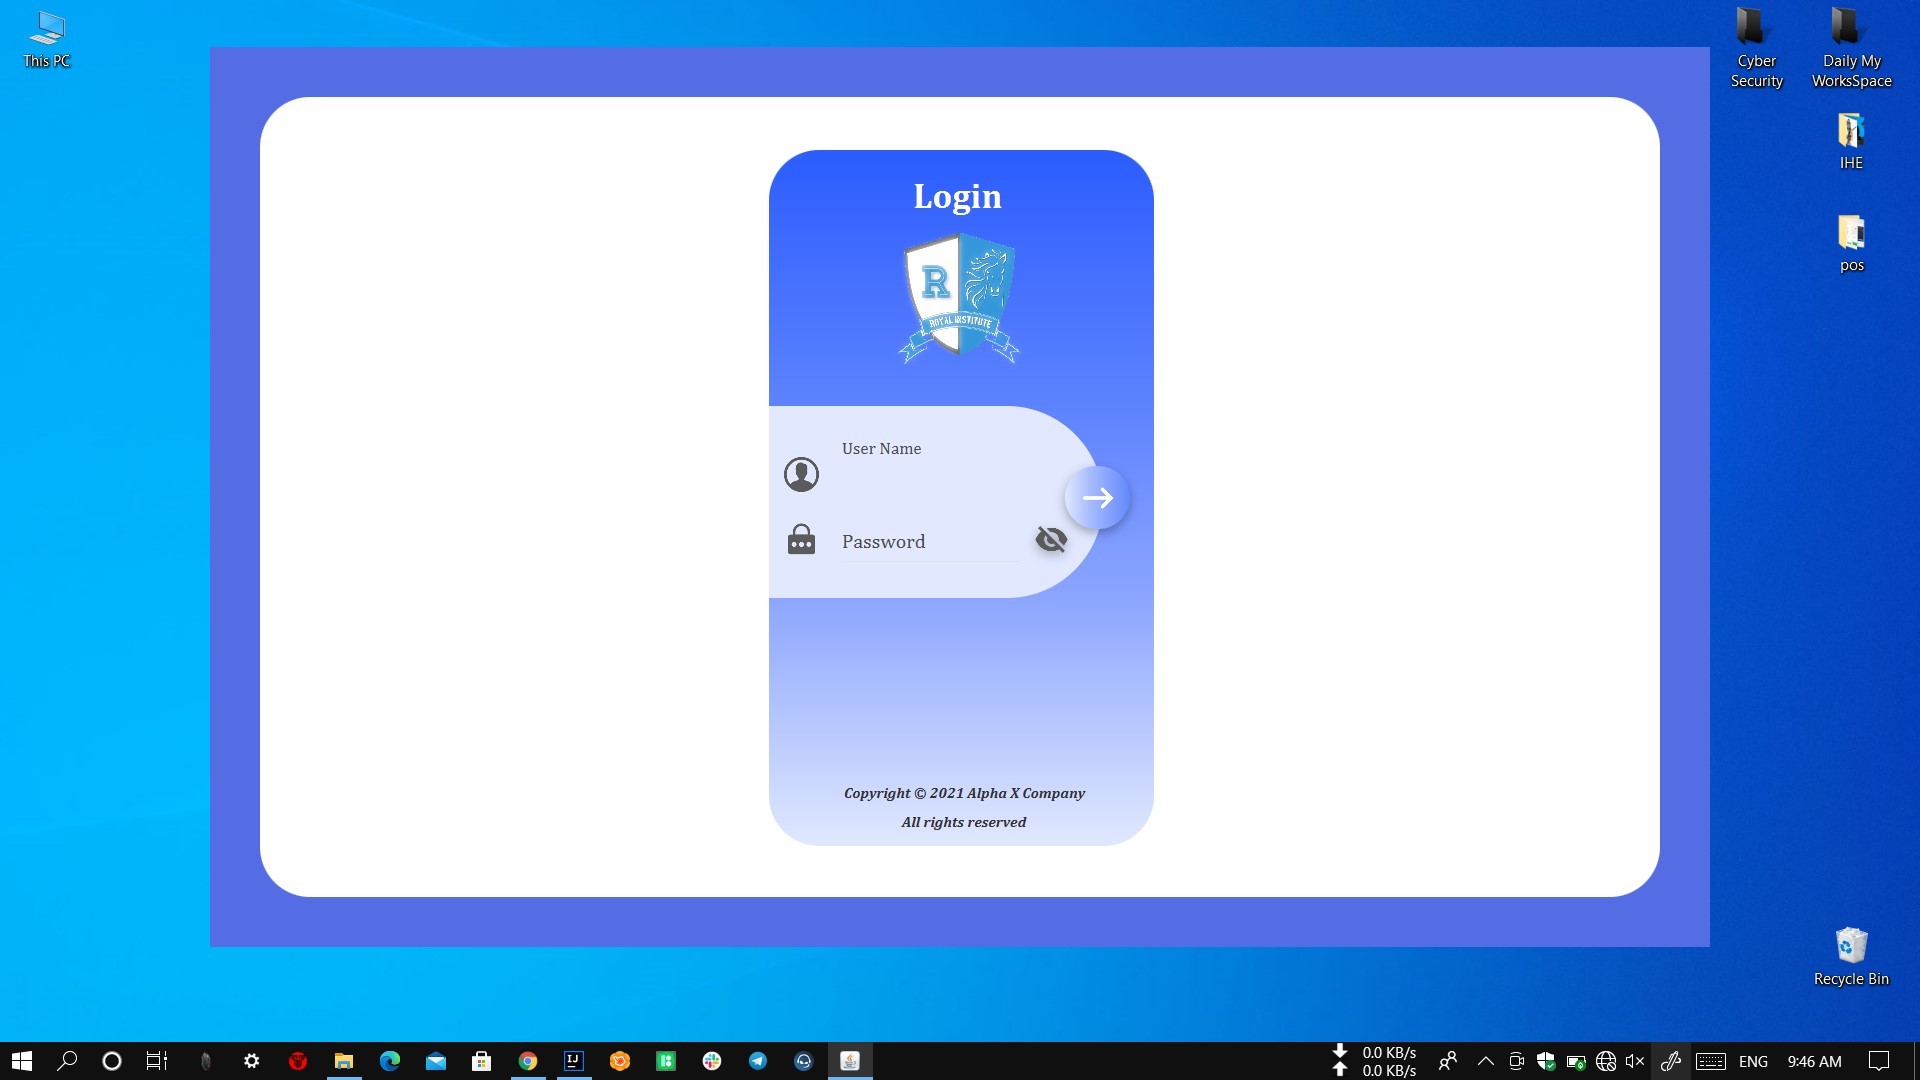 This PC
Cyber
Security
Daily My
WorksSpace
IHE
pos
Login
R
ROYAL INSTITUTE
User Name
Password
Copyright © 2021 Alpha X Company
All rights reserved
Recycle Bin
IJ
0.0 KB/s
0.0 KB/s
ENG
9:46 AM